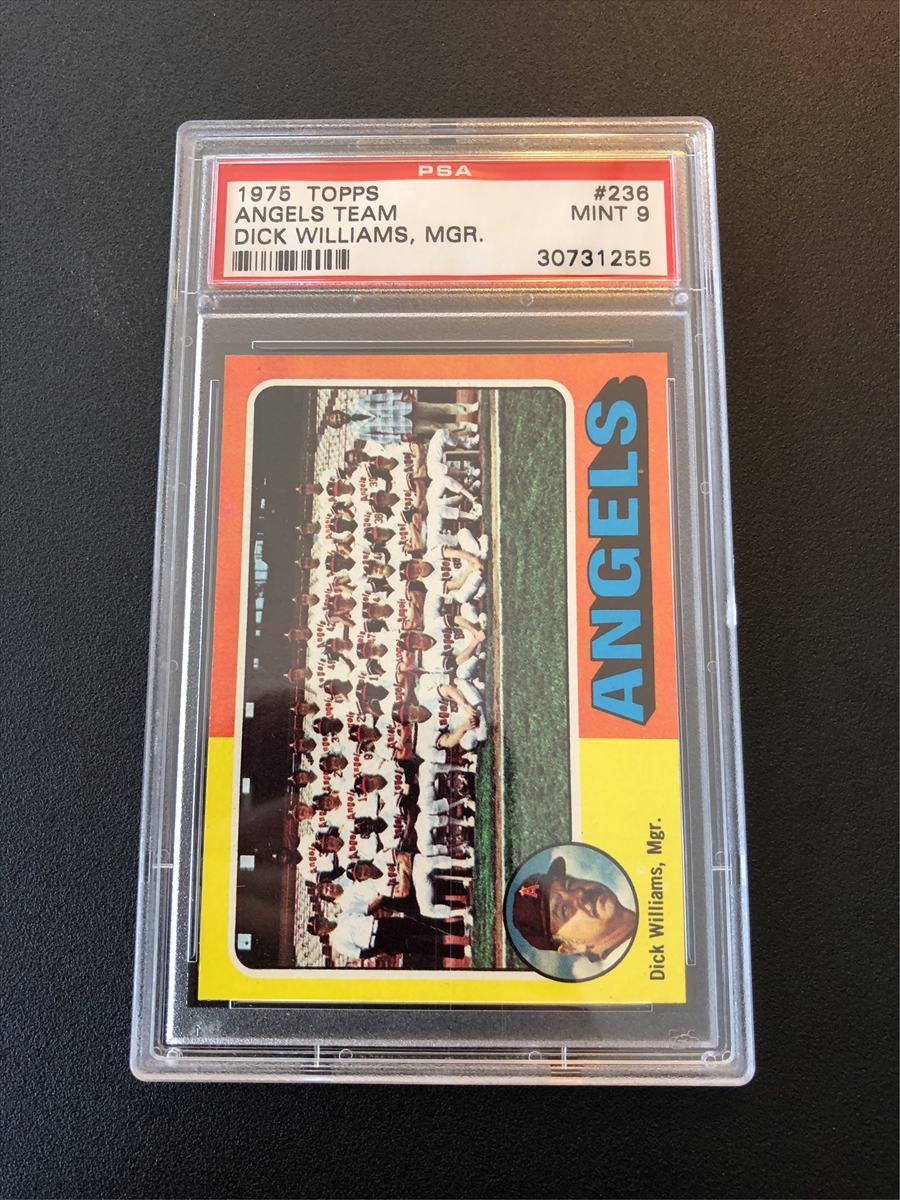 PSA
1975 TOPPS #236
ANGELS TEAM MINT 9
DICK WILLIAMS, MGR.
30731255
ANGELS
Dick Williams, Mgr.